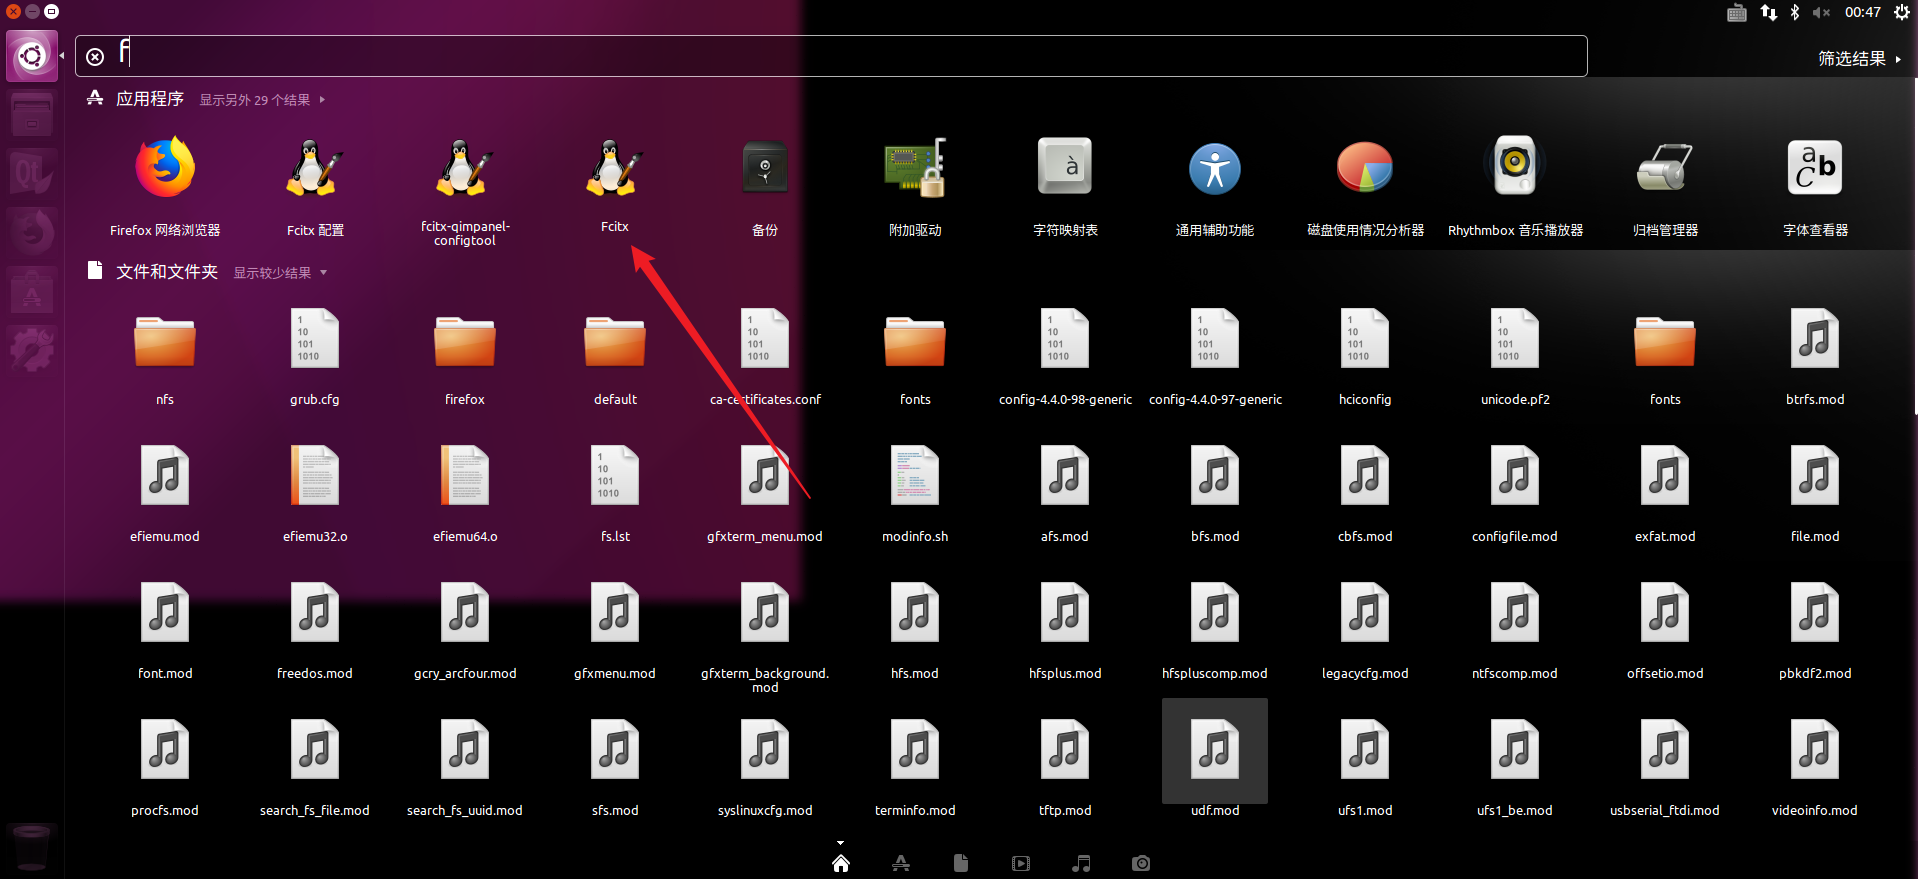 00:47
f
筛选结果
应用程序 显示另外 29 个结果
Firefox 网络浏览器
Fcitx 配置
fcitx-qimpanel-
configtool
Fcitx
备份
附加驱动
字符映射表
通用辅助功能
磁盘使用情况分析器
Rhythmbox 音乐播放器
归档管理器
字体查看器
文件和文件夹 显示较少结果
nfs
grub.cfg
firefox
default
ca-certificates.conf
fonts
config-4.4.0-98-generic
config-4.4.0-97-generic
hciconfig
unicode.pf2
fonts
btrfs.mod
efiemu.mod
efiemu32.o
efiemu64.o
fs.lst
gfxterm_menu.mod
modinfo.sh
afs.mod
bfs.mod
cbfs.mod
configfile.mod
exfat.mod
file.mod
font.mod
freedos.mod
gcry_arcfour.mod
gfxmenu.mod
gfxterm_background.
mod
hfs.mod
hfsplus.mod
hfspluscomp.mod
legacycfg.mod
ntfscomp.mod
offsetio.mod
pbkdf2.mod
procfs.mod
search_fs_file.mod
search_fs_uuid.mod
sfs.mod
syslinuxcfg.mod
terminfo.mod
tftp.mod
udf.mod
ufs1.mod
ufs1_be.mod
usbserial_ftdi.mod
videoinfo.mod